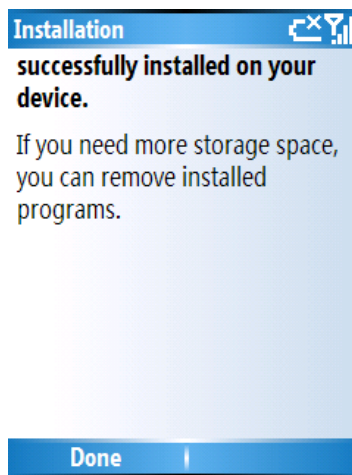 Installation
successfully installed on your
device.
If you need more storage space,
you can remove installed
programs.
Done